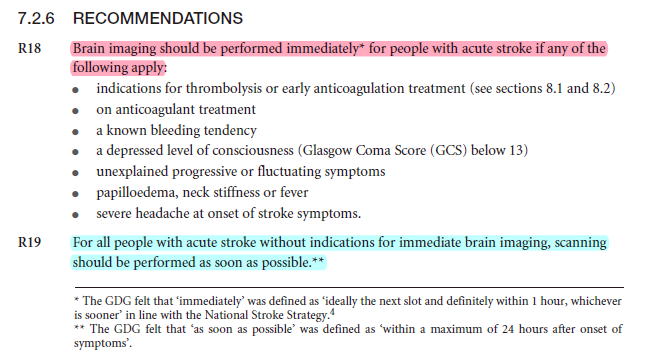 7.2.6 RECOMMENDATIONS
R18 Brain imaging should be performed immediately* for people with acute stroke if any of the
following apply:
• indications for thrombolysis or early anticoagulation treatment (see sections 8.1 and 8.2)
• on anticoagulant treatment
• a known bleeding tendency
• a depressed level of consciousness (Glasgow Coma Score (GCS) below 13)
• unexplained progressive or fluctuating symptoms
• papilloedema, neck stiffness or fever
• severe headache at onset of stroke symptoms.
R19 For all people with acute stroke without indications for immediate brain imaging, scanning
should be performed as soon as possible.**
* The GDG felt that ‘immediately’ was defined as ‘ideally the next slot and definitely within 1 hour, whichever
is sooner’ in line with the National Stroke Strategy.4
** The GDG felt that ‘as soon as possible’ was defined as ‘within a maximum of 24 hours after onset of
symptoms’.